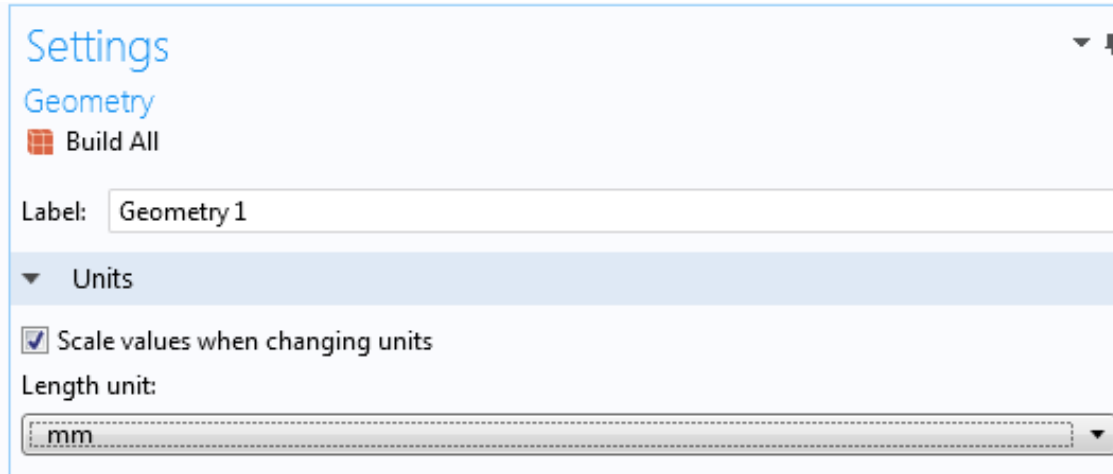 Settings
Geometry
Build All
Label: Geometry 1
Units
Scale values when changing units
Length unit:
mm